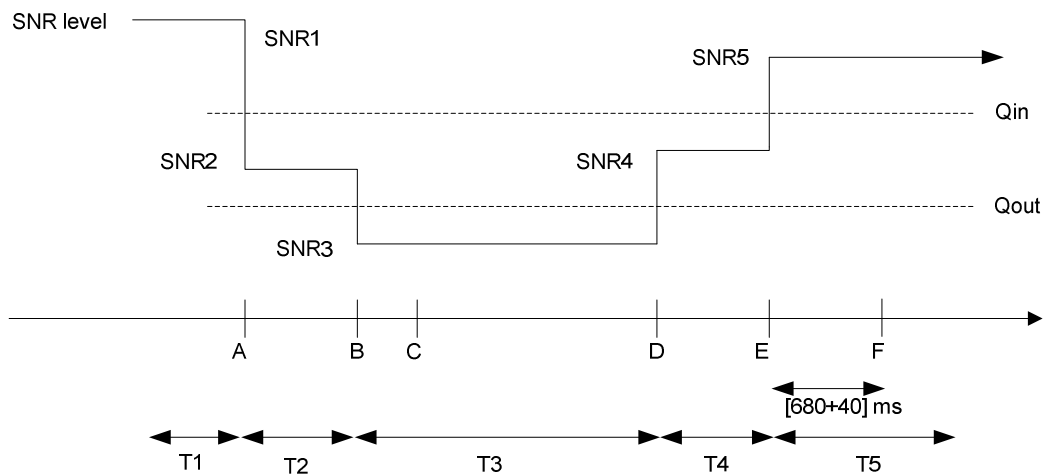 SNR level
SNR1
SNR5
Qin
SNR2
SNR4
Qout
SNR3
A
B
C
D
E
F
[680+40] ms
T1
T2
T3
T4
T5